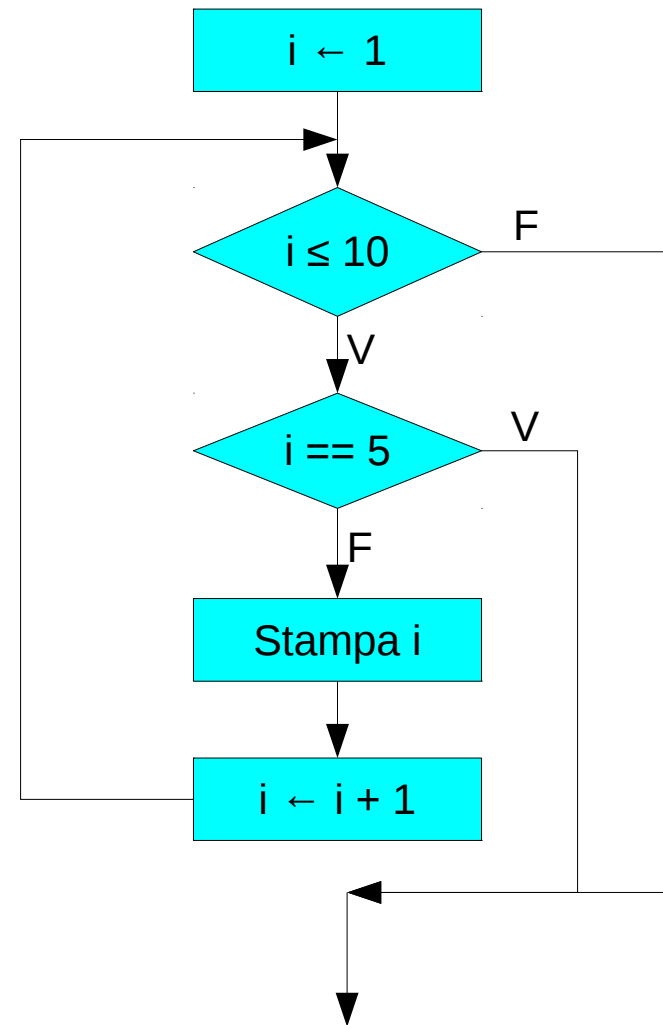 i ← 1
i ≤ 10
F
V
i == 5
V
F
Stampa i
i ← i + 1